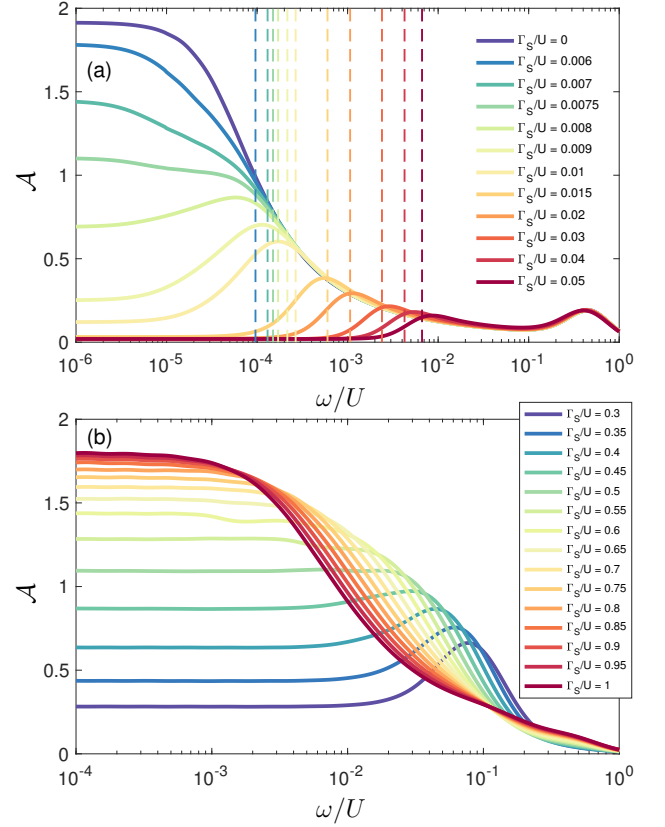 2
1.5
1
0.5
0
𝒜
(a)
Γ_S/U = 0
Γ_S/U = 0.006
Γ_S/U = 0.007
Γ_S/U = 0.0075
Γ_S/U = 0.008
Γ_S/U = 0.009
Γ_S/U = 0.01
Γ_S/U = 0.015
Γ_S/U = 0.02
Γ_S/U = 0.03
Γ_S/U = 0.04
Γ_S/U = 0.05
10^-6 10^-5 10^-4 10^-3 10^-2 10^-1 10^0
ω/U
2
1.5
1
0.5
0
𝒜
(b)
Γ_S/U = 0.3
Γ_S/U = 0.35
Γ_S/U = 0.4
Γ_S/U = 0.45
Γ_S/U = 0.5
Γ_S/U = 0.55
Γ_S/U = 0.6
Γ_S/U = 0.65
Γ_S/U = 0.7
Γ_S/U = 0.75
Γ_S/U = 0.8
Γ_S/U = 0.85
Γ_S/U = 0.9
Γ_S/U = 0.95
Γ_S/U = 1
10^-4 10^-3 10^-2 10^-1 10^0
ω/U